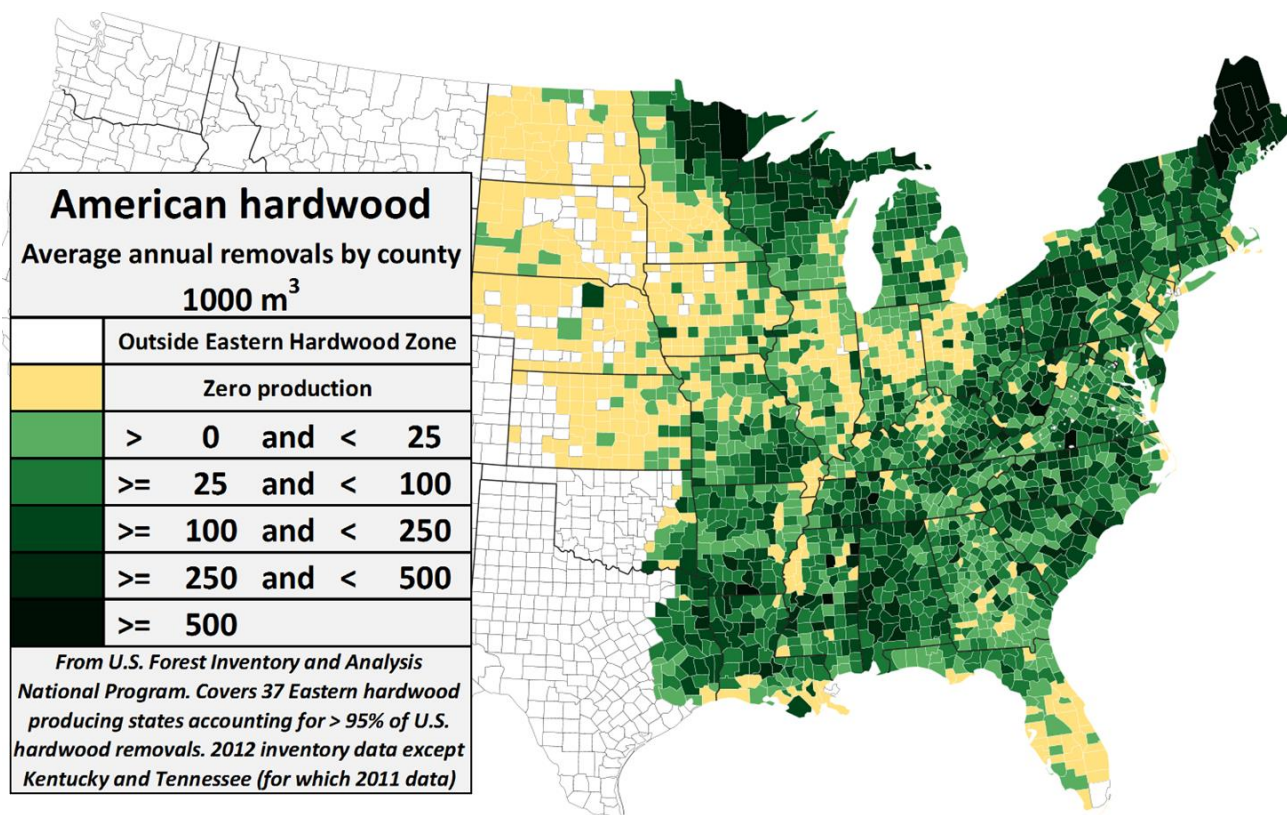 American hardwood
Average annual removals by county
1000 m³
Outside Eastern Hardwood Zone
Zero production
> 0 and < 25
>= 25 and < 100
>= 100 and < 250
>= 250 and < 500
>= 500
From U.S. Forest Inventory and Analysis
National Program. Covers 37 Eastern hardwood
producing states accounting for > 95% of U.S.
hardwood removals. 2012 inventory data except
Kentucky and Tennessee (for which 2011 data)